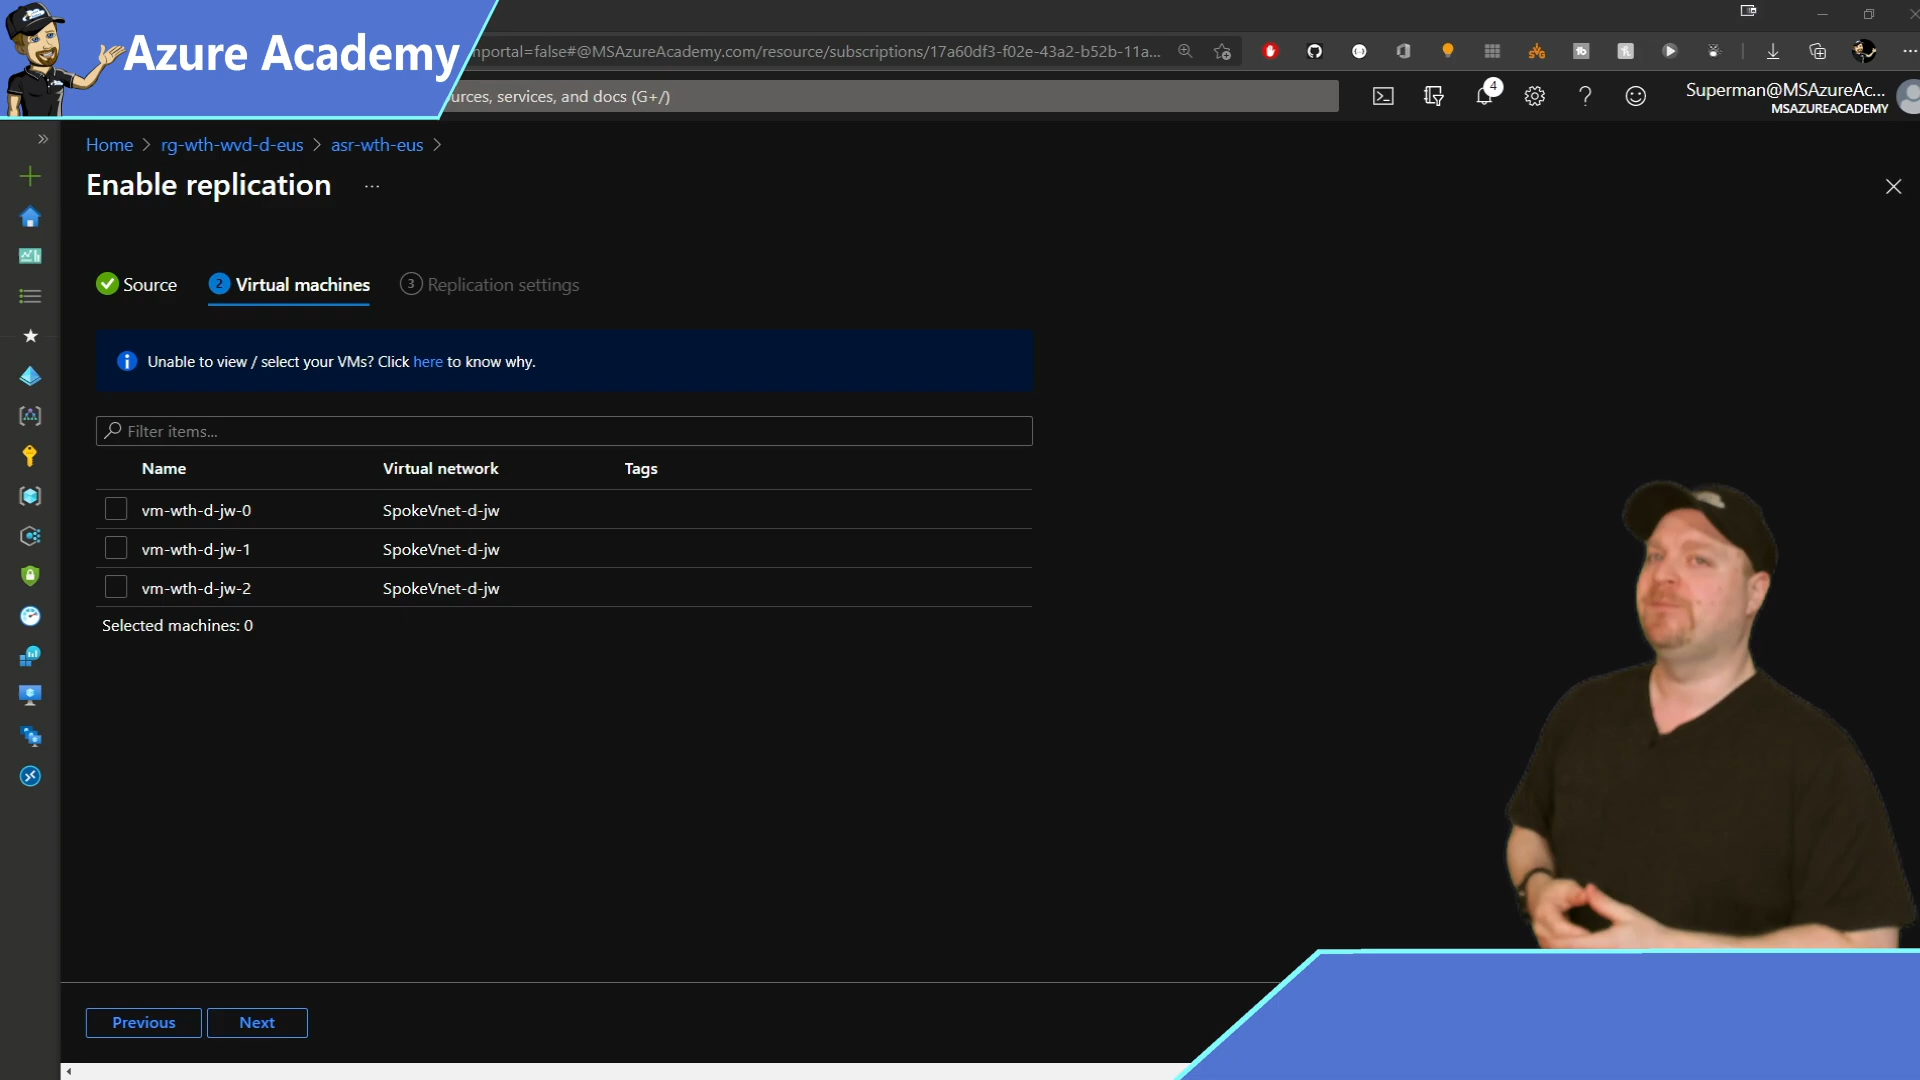 Azure Academy
nportal=false#@MSAzureAcademy.com/resource/subscriptions/17a60df3-f02e-43a2-b52b-11a...
urces, services, and docs (G+/)
4
Superman@MSAzureAc...
MSAZUREACADEMY
Home > rg-wth-wvd-d-eus > asr-wth-eus >
Enable replication ...
Source
2 Virtual machines
3 Replication settings
Unable to view / select your VMs? Click here to know why.
Filter items...
Name Virtual network Tags
vm-wth-d-jw-0 SpokeVnet-d-jw
vm-wth-d-jw-1 SpokeVnet-d-jw
vm-wth-d-jw-2 SpokeVnet-d-jw
Selected machines: 0
Previous
Next